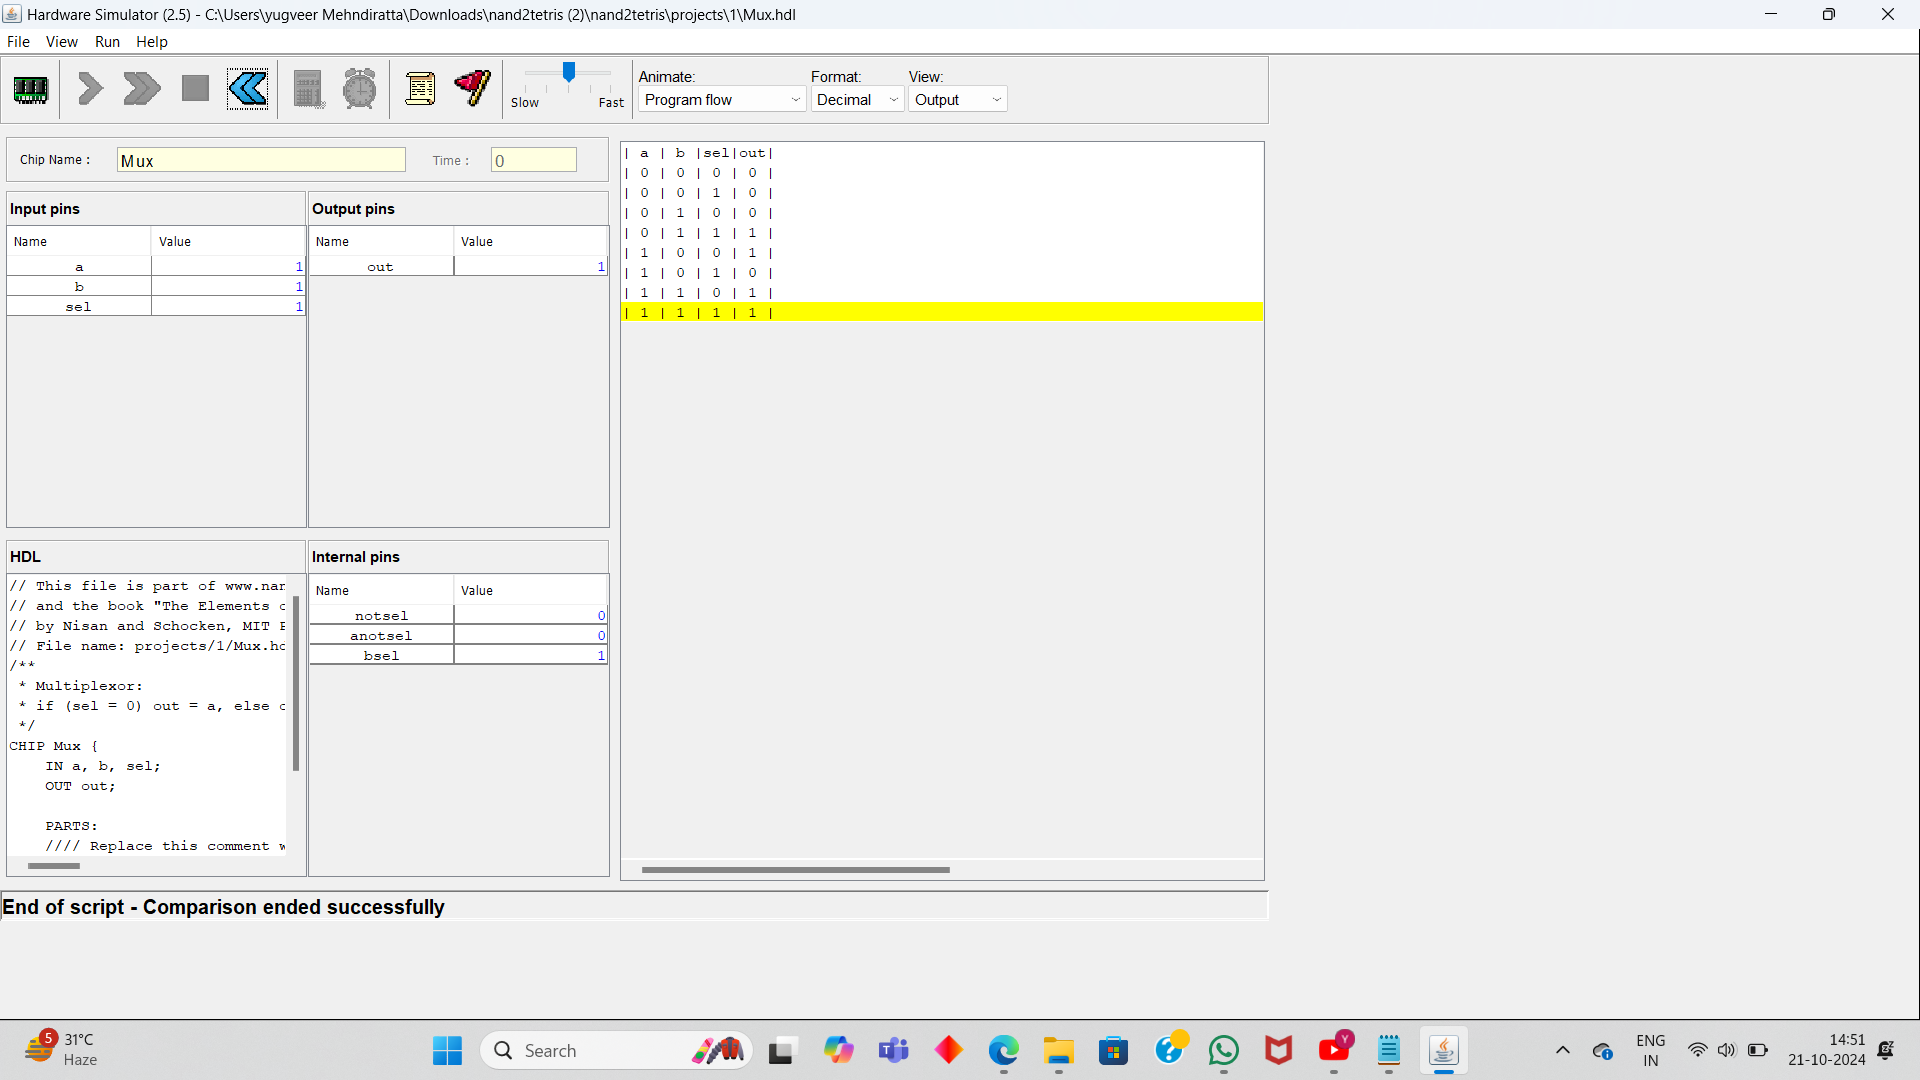 Hardware Simulator (2.5) - C:\Users\yugveer Mehndiratta\Downloads\nand2tetris (2)\nand2tetris\projects\1\Mux.hdl
File View Run Help
Slow Fast
Animate: Format: View:
Program flow Decimal Output
Chip Name : Mux Time : 0
Input pins
Name Value
a 1
b 1
sel 1
Output pins
Name Value
out 1
| a | b |sel|out|
| 0 | 0 | 0 | 0 |
| 0 | 0 | 1 | 0 |
| 0 | 1 | 0 | 0 |
| 0 | 1 | 1 | 1 |
| 1 | 0 | 0 | 1 |
| 1 | 0 | 1 | 0 |
| 1 | 1 | 0 | 1 |
| 1 | 1 | 1 | 1 |
HDL
// This file is part of www.nan
// and the book "The Elements o
// by Nisan and Schocken, MIT P
// File name: projects/1/Mux.hd
/**
* Multiplexor:
* if (sel = 0) out = a, else o
*/
CHIP Mux {
IN a, b, sel;
OUT out;
PARTS:
//// Replace this comment w
Internal pins
Name Value
notsel 0
anotsel 0
bsel 1
End of script - Comparison ended successfully
5
31°C
Haze
Search
Y
ENG
IN
14:51
21-10-2024